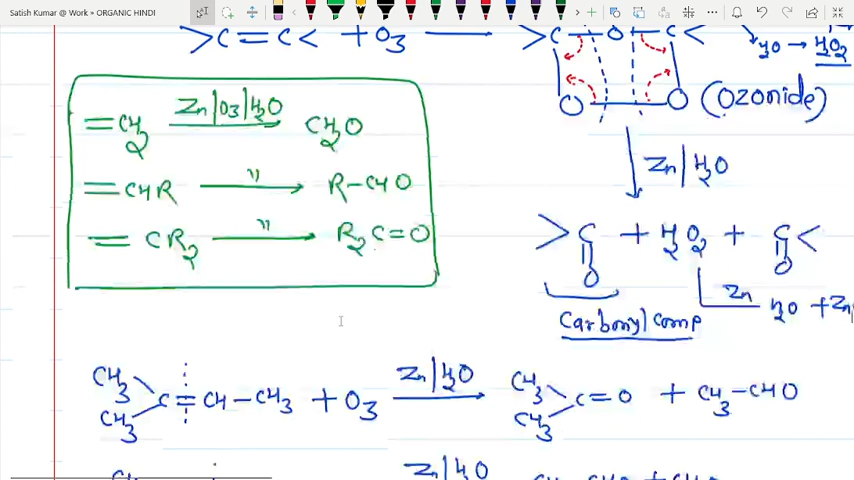 Satish Kumar @ Work » ORGANIC HINDI
>C=C< + O3 → >C-O-C<
H2O → H2O2
O-O (Ozonide)
=CH2 Zn|O3|H2O CH2O
=CHR —"→ R-CHO
=CR2 —"→ R2C=O
Zn|H2O
>C=O + H2O2 + O=C<
Zn H2O + Zn
Carbonyl comp
CH3 CH3 C=CH-CH3 + O3 Zn|H2O → CH3 CH3 C=O + CH3-CHO
Zn|H2O